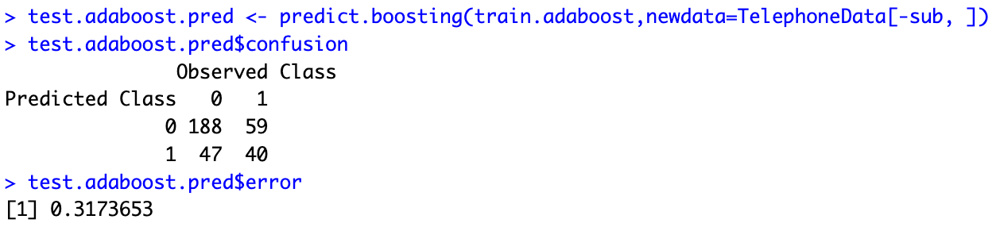 > test.adaboost.pred <- predict.boosting(train.adaboost,newdata=TelephoneData[-sub, ])
> test.adaboost.pred$confusion
               Observed Class
Predicted Class   0   1
              0 188  59
              1  47  40
> test.adaboost.pred$error
[1] 0.3173653